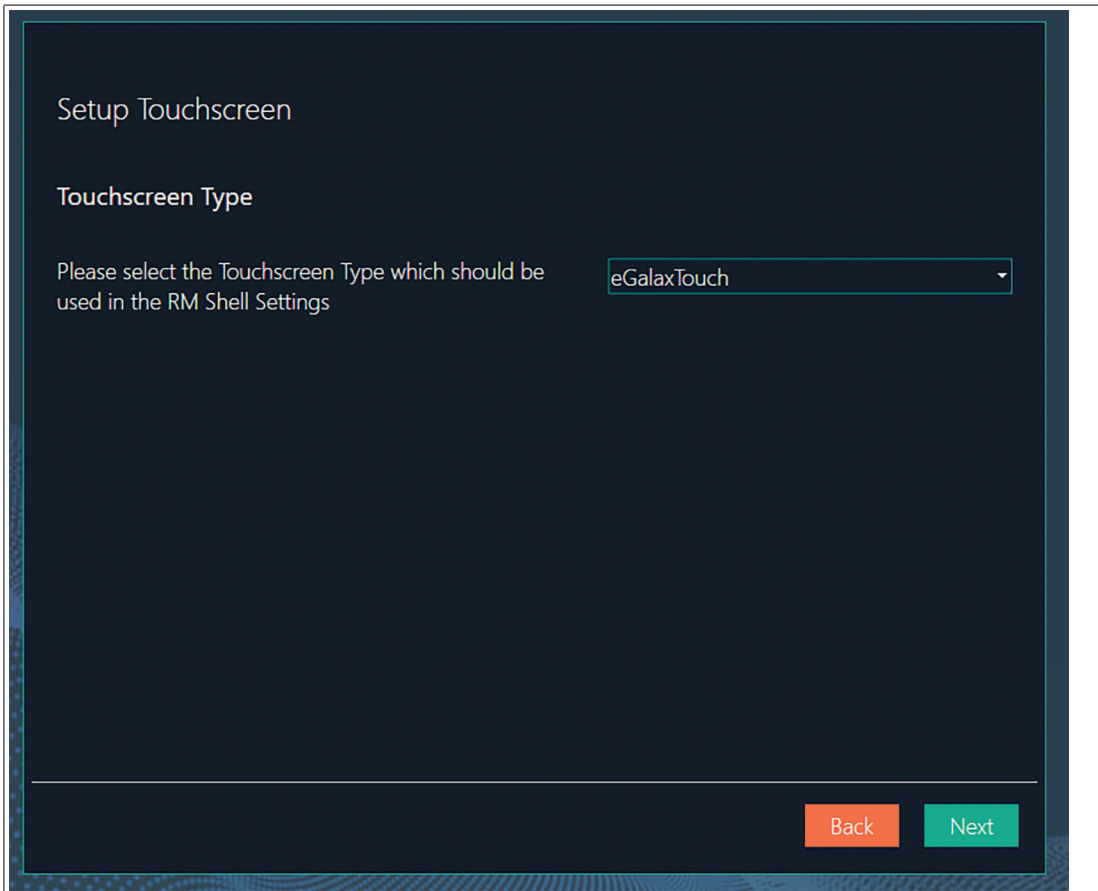 Setup Touchscreen
Touchscreen Type
Please select the Touchscreen Type which should be
used in the RM Shell Settings
eGalaxTouch
Back
Next